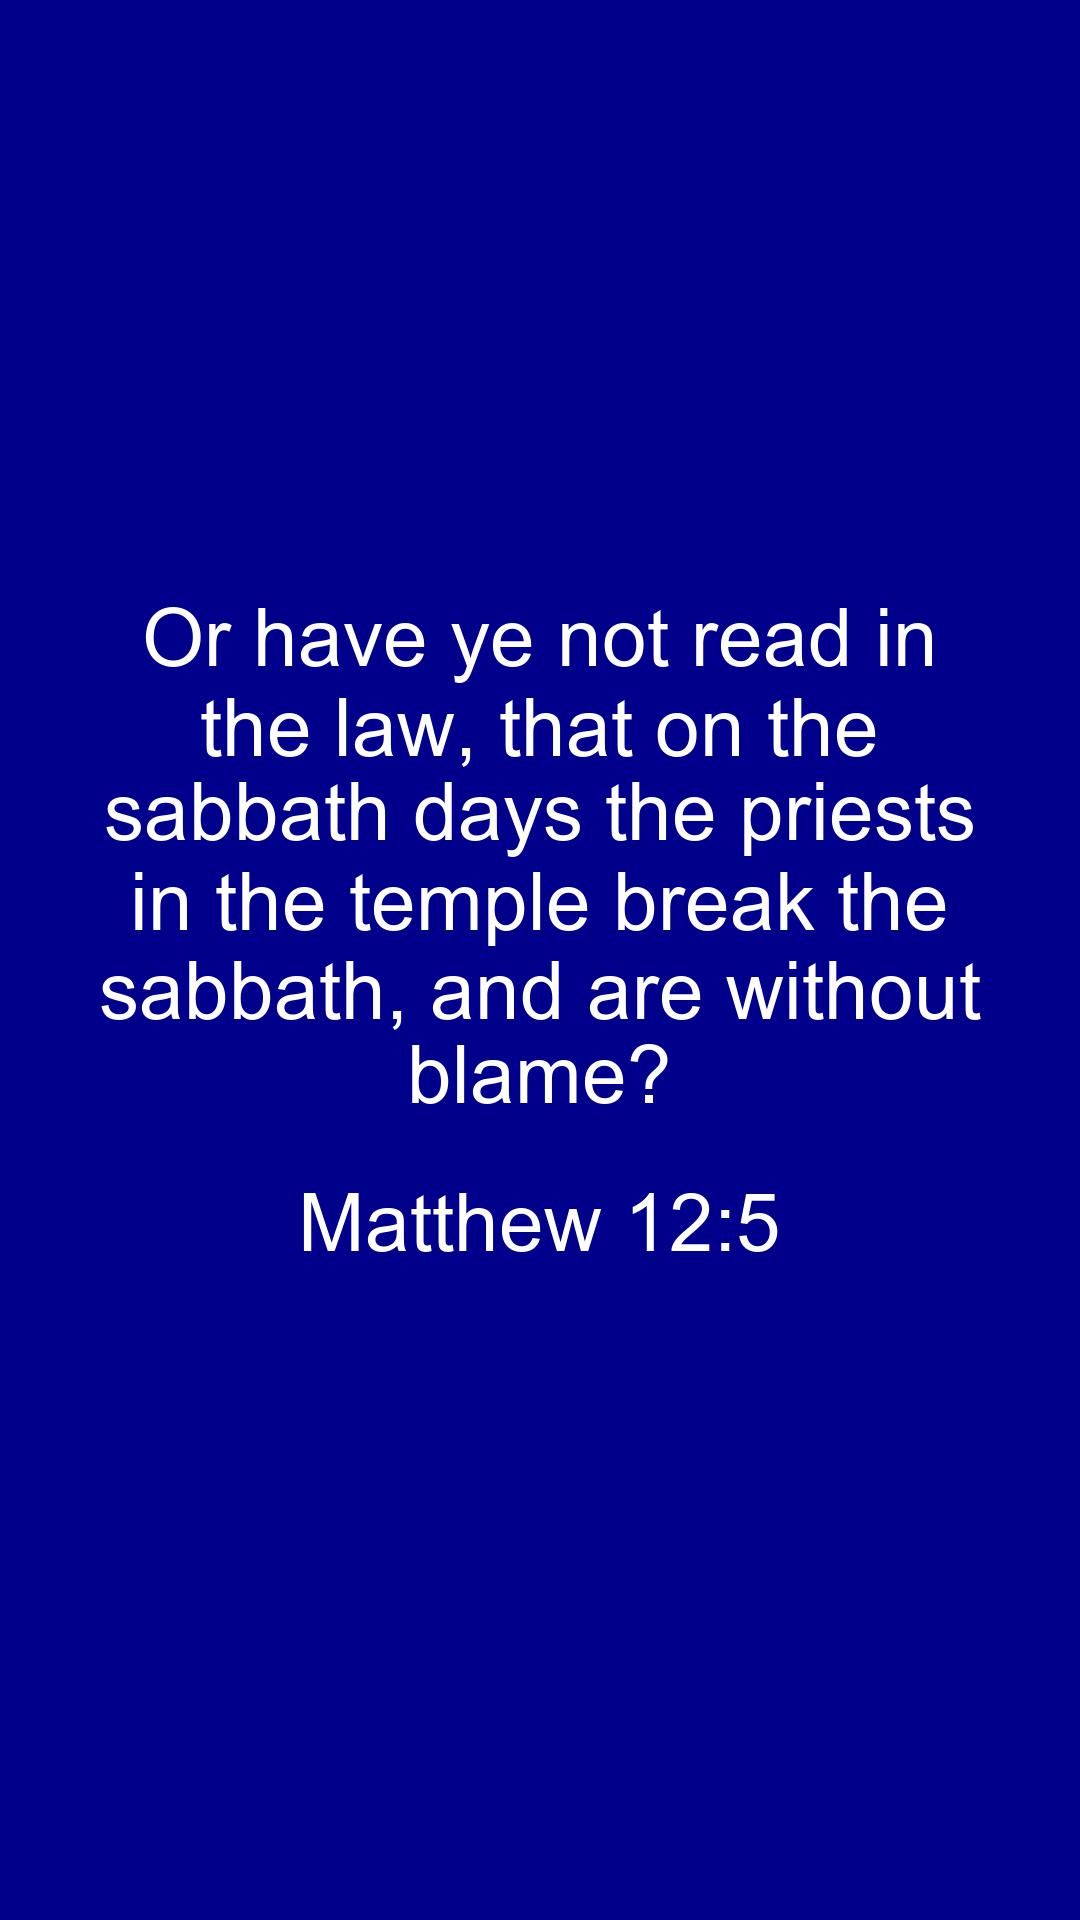 Or have ye not read in
the law, that on the
sabbath days the priests
in the temple break the
sabbath, and are without
blame?
Matthew 12:5